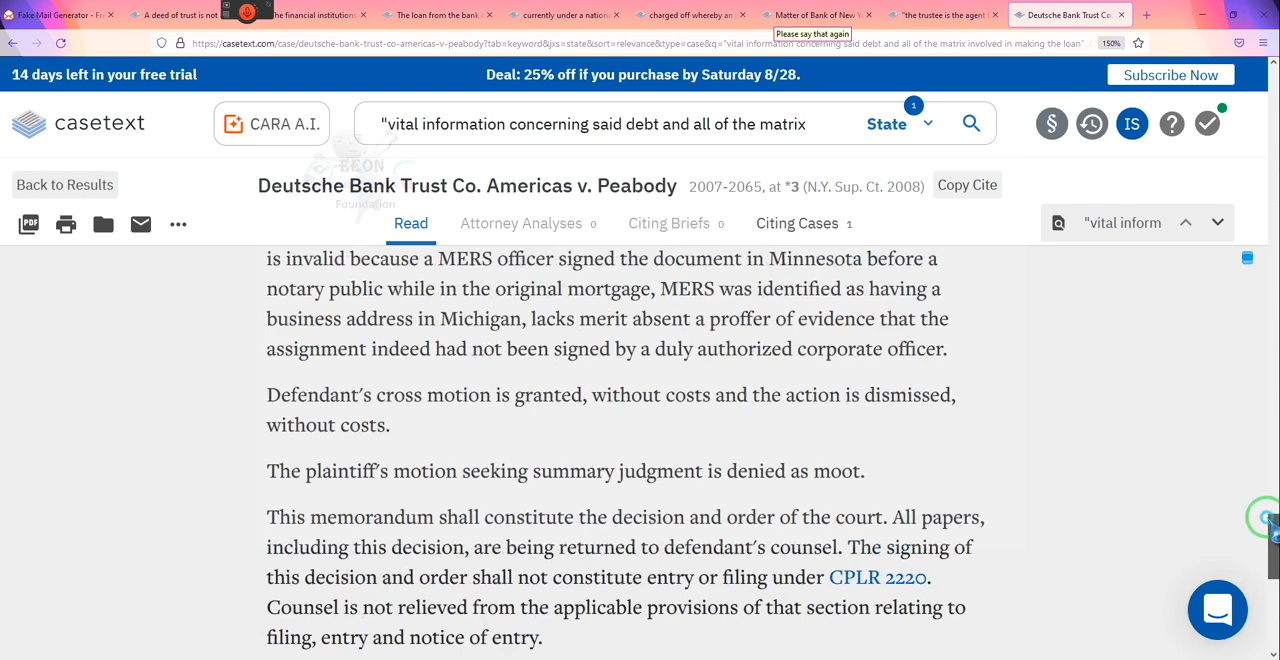 Fake Mail Generator - Fr
A deed of trust is not
The financial institutions
The loan from the bank
currently under a nation
charged off whereby an
Matter of Bank of New Y
"the trustee is the agent
Deutsche Bank Trust Co.
Please say that again
https://casetext.com/case/deutsche-bank-trust-co-americas-v-peabody?tab=keyword&jxs=state&sort=relevance&type=case&q="vital information concerning said debt and all of the matrix involved in making the loan"
150%
14 days left in your free trial
Deal: 25% off if you purchase by Saturday 8/28.
Subscribe Now
casetext
CARA A.I.
"vital information concerning said debt and all of the matrix
State
1
§
IS
?
EEON
Foundation
Back to Results
Deutsche Bank Trust Co. Americas v. Peabody
2007-2065, at *3 (N.Y. Sup. Ct. 2008)
Copy Cite
PDF
Read
Attorney Analyses 0
Citing Briefs 0
Citing Cases 1
"vital inform
is invalid because a MERS officer signed the document in Minnesota before a
notary public while in the original mortgage, MERS was identified as having a
business address in Michigan, lacks merit absent a proffer of evidence that the
assignment indeed had not been signed by a duly authorized corporate officer.
Defendant's cross motion is granted, without costs and the action is dismissed,
without costs.
The plaintiff's motion seeking summary judgment is denied as moot.
This memorandum shall constitute the decision and order of the court. All papers,
including this decision, are being returned to defendant's counsel. The signing of
this decision and order shall not constitute entry or filing under CPLR 2220.
Counsel is not relieved from the applicable provisions of that section relating to
filing, entry and notice of entry.